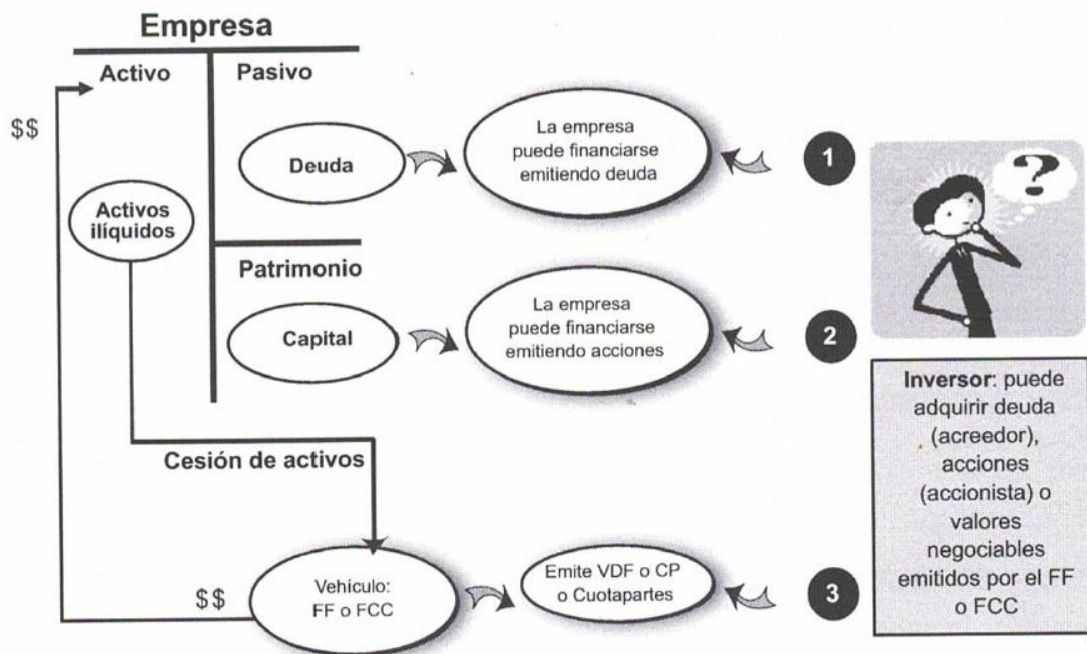 Empresa
Activo
Pasivo
$$
Deuda
La empresa
puede financiarse
emitiendo deuda
1
?
Activos
ilíquidos
Patrimonio
Capital
La empresa
puede financiarse
emitiendo acciones
2
Inversor: puede
adquirir deuda
(acreedor),
acciones
(accionista) o
valores
negociables
emitidos por el FF
o FCC
Cesión de activos
$$
Vehículo:
FF o FCC
Emite VDF o CP
o Cuotapartes
3